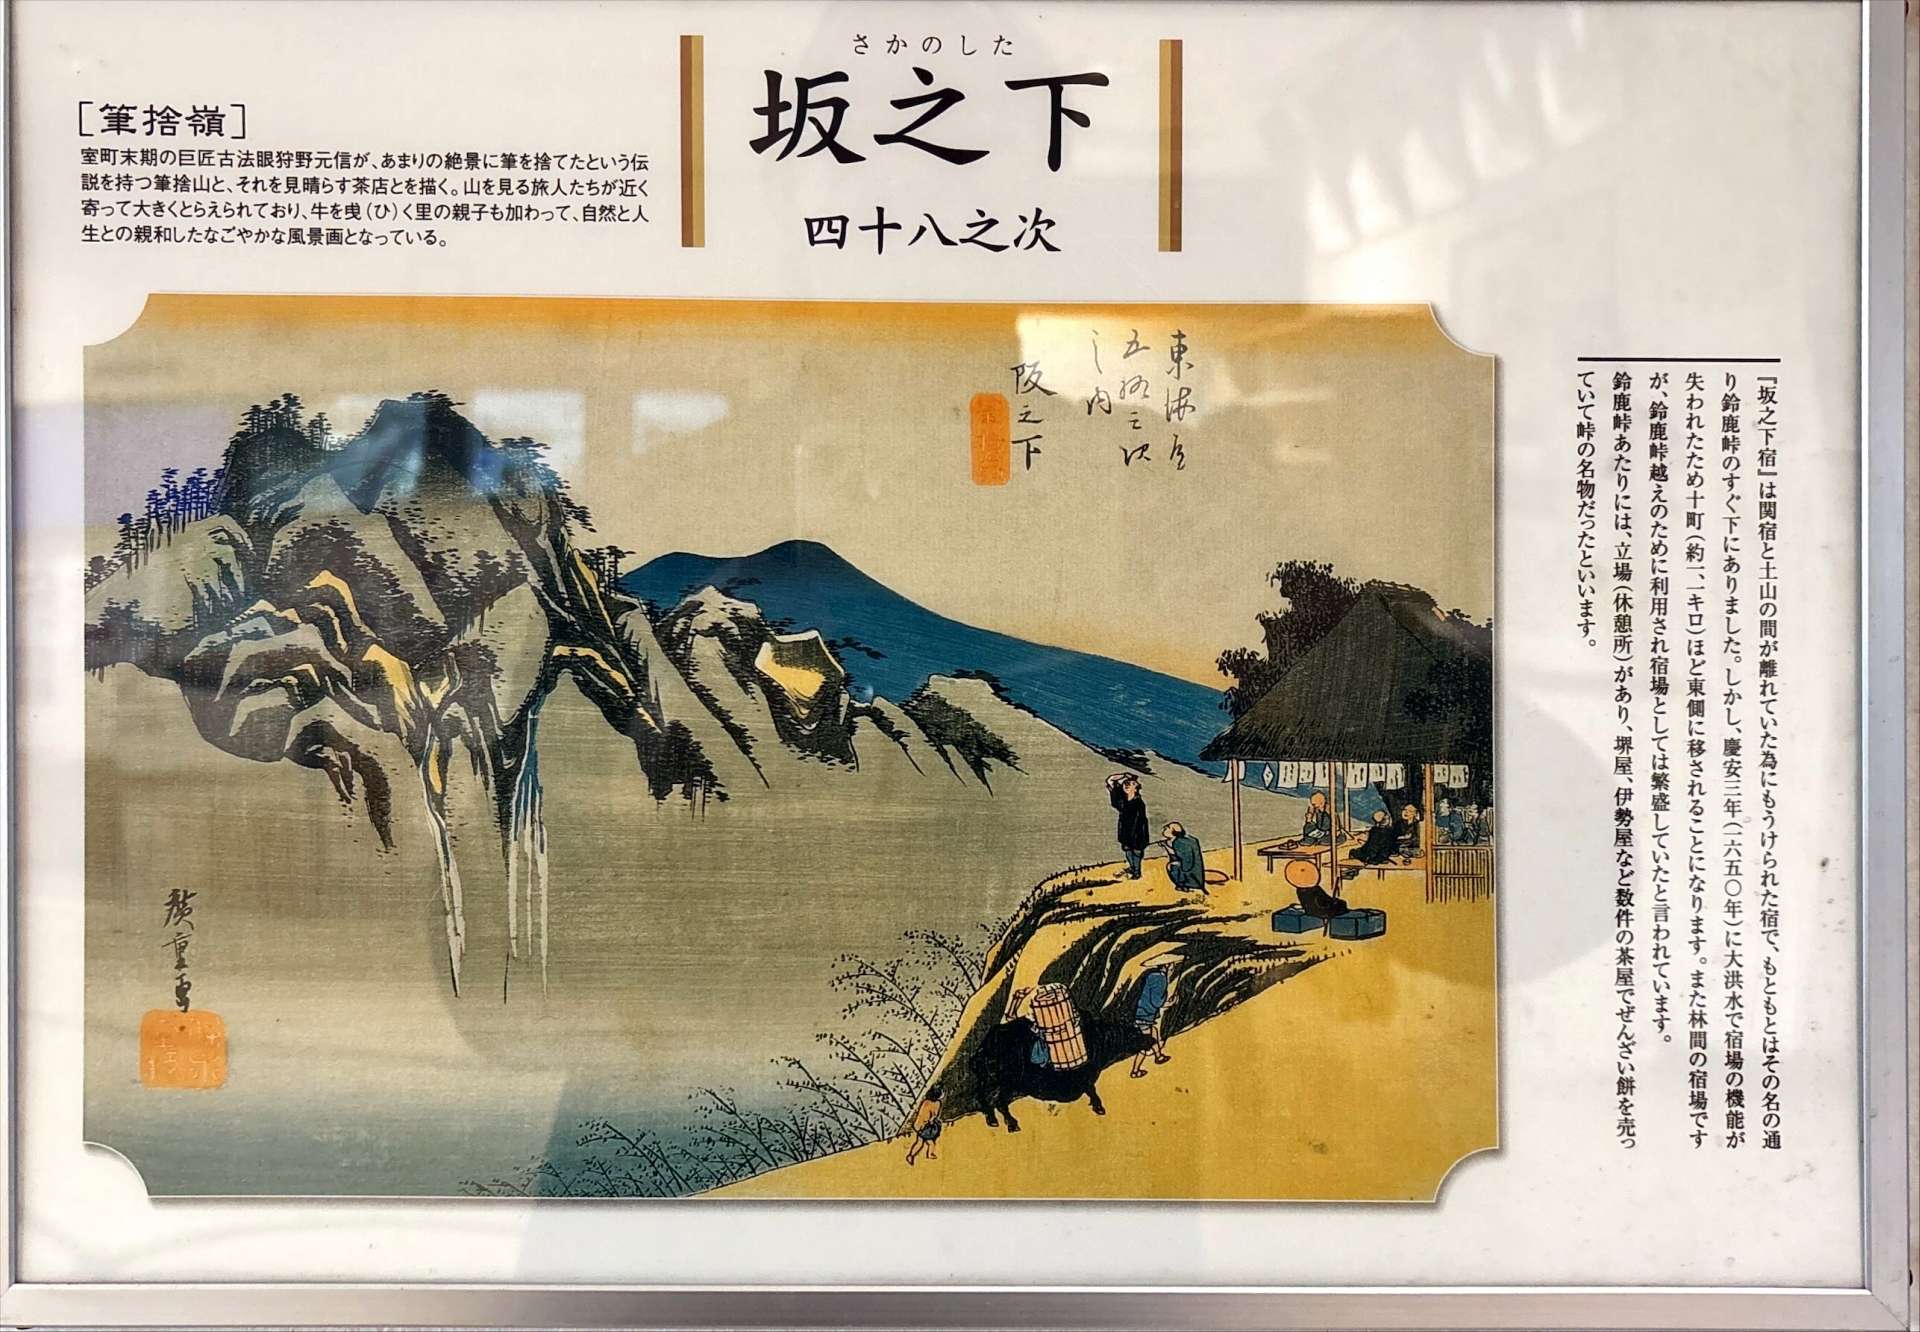 さかのした
坂之下
四十八之次
［筆捨嶺］
室町末期の巨匠古法眼狩野元信が、あまりの絶景に筆を捨てたという伝
説を持つ筆捨山と、それを見晴らす茶店とを描く。山を見る旅人たちが近く
寄って大きくとらえられており、牛を曵（ひ）く里の親子も加わって、自然と人
生との親和したなごやかな風景画となっている。
東海道
五拾三次
之内
阪之下
廣重画
『坂之下宿』は関宿と土山の間が離れていた為にもうけられた宿で、もともとはその名の通
り鈴鹿峠のすぐ下にありました。しかし、慶安三年（一六五〇年）に大洪水で宿場の機能が
失われたため十町（約一、一キロ）ほど東側に移されることになります。また林間の宿場です
が、鈴鹿峠越えのために利用され宿場としては繁盛していたと言われています。
鈴鹿峠あたりには、立場（休憩所）があり、堺屋、伊勢屋など数件の茶屋でぜんざい餅を売っ
ていて峠の名物だったといいます。